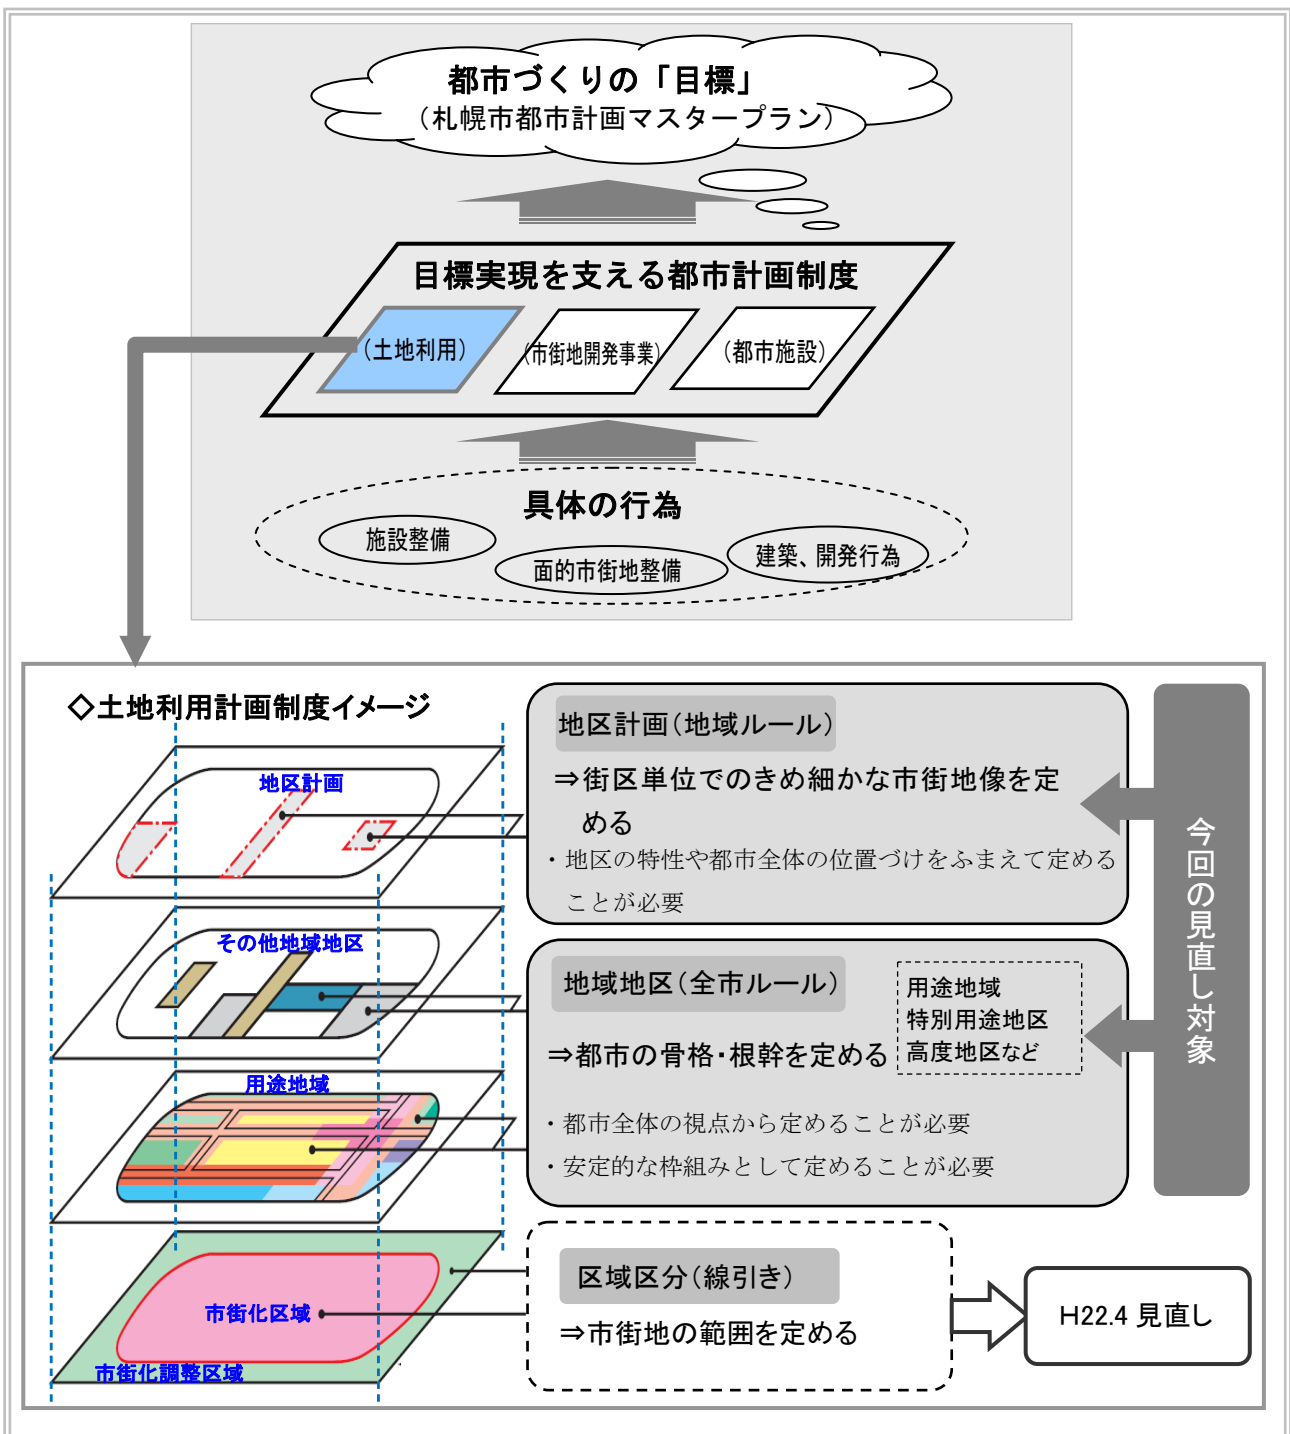 都市づくりの「目標」
（札幌市都市計画マスタープラン）
目標実現を支える都市計画制度
（土地利用）
（市街地開発事業）
（都市施設）
具体の行為
施設整備
面的市街地整備
建築、開発行為
◇土地利用計画制度イメージ
地区計画
その他地域地区
用途地域
市街化区域
市街化調整区域
地区計画（地域ルール）
⇒街区単位でのきめ細かな市街地像を定
める
・地区の特性や都市全体の位置づけをふまえて定める
ことが必要
地域地区（全市ルール）
用途地域
特別用途地区
高度地区など
⇒都市の骨格・根幹を定める
・都市全体の視点から定めることが必要
・安定的な枠組みとして定めることが必要
区域区分（線引き）
⇒市街地の範囲を定める
今回の見直し対象
H22.4 見直し